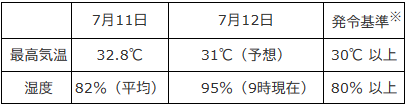 7月11日 7月12日 発令基準※
最高気温 32.8℃ 31℃（予想） 30℃ 以上
湿度 82％（平均） 95％（9時現在） 80％ 以上